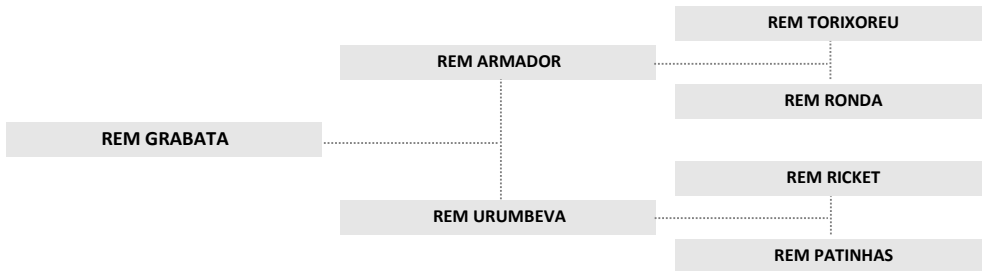 REM TORIXOREU
REM ARMADOR
REM RONDA
REM GRABATA
REM RICKET
REM URUMBEVA
REM PATINHAS